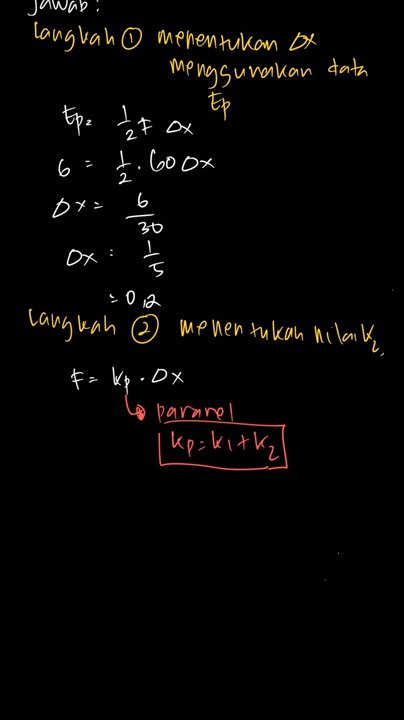 Jawab:
Langkah ① menentukan Δx
menggunakan data
Ep
Ep = 1/2 F Δx
6 = 1/2 . 60 Δx
Δx = 6/30
Δx = 1/5
= 0,2
Langkah ② menentukan nilai k2,
F = kp . Δx
pararel
kp = k1 + k2